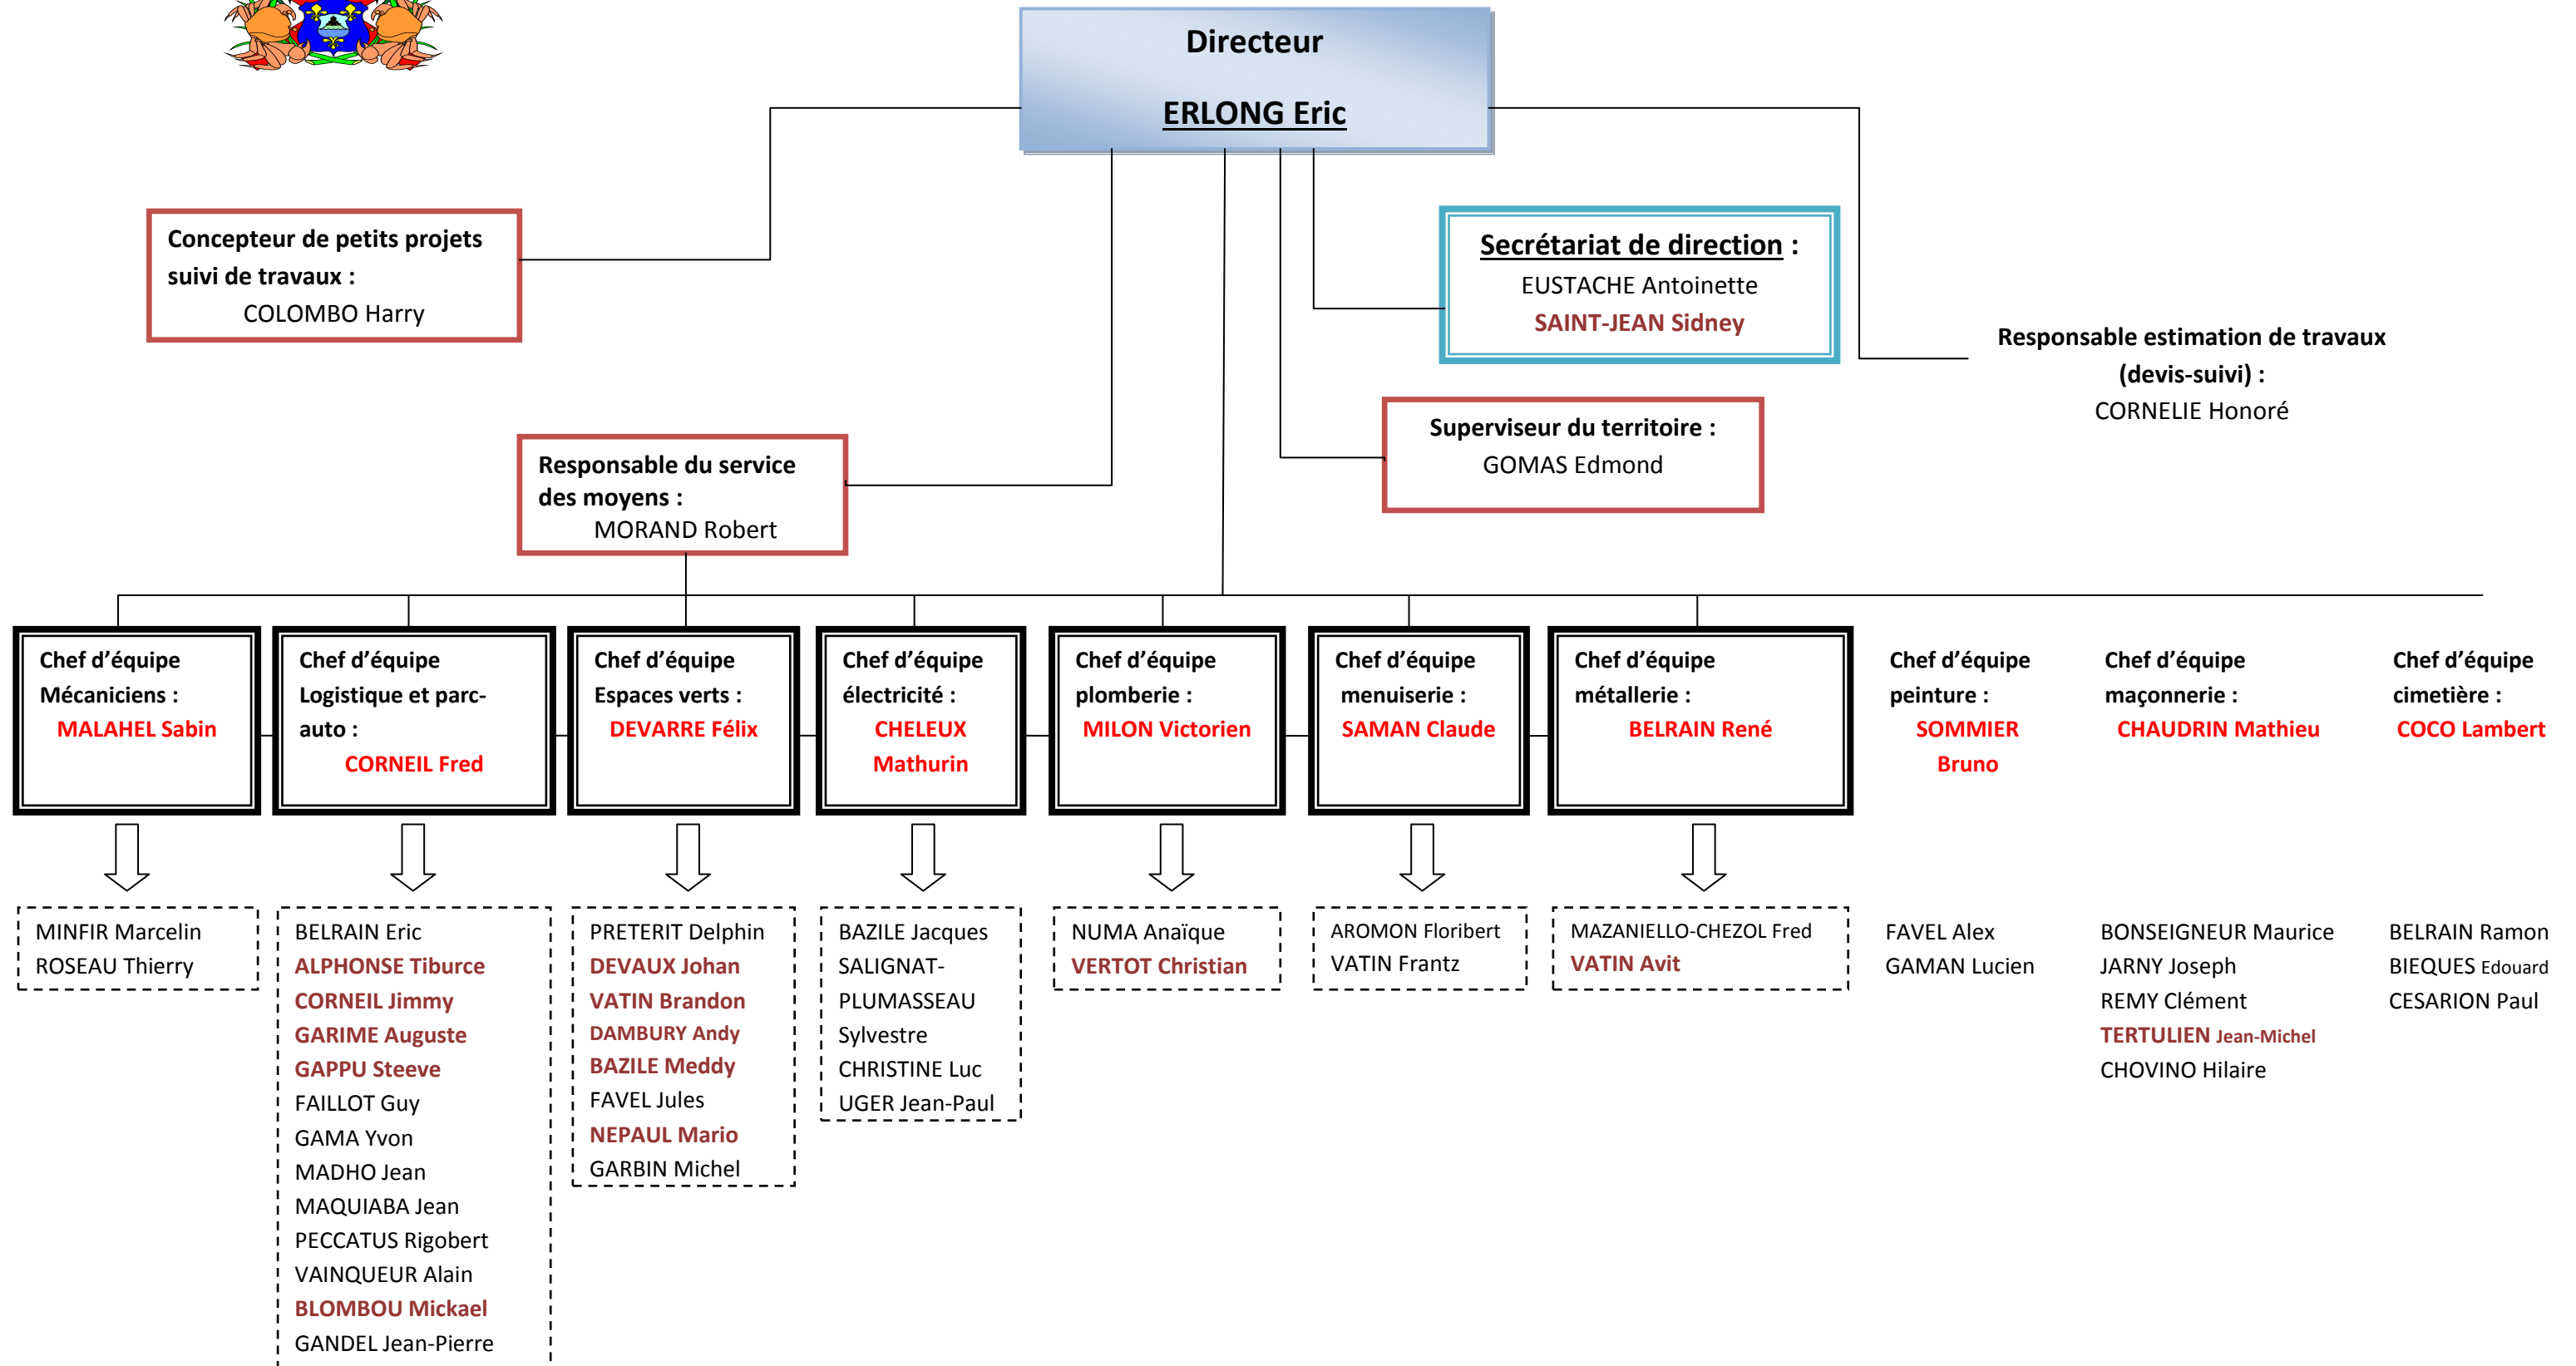 Directeur
ERLONG Eric
Concepteur de petits projets
suivi de travaux :
COLOMBO Harry
Secrétariat de direction :
EUSTACHE Antoinette
SAINT-JEAN Sidney
Responsable estimation de travaux
(devis-suivi) :
CORNELIE Honoré
Superviseur du territoire :
GOMAS Edmond
Responsable du service
des moyens :
MORAND Robert
Chef d’équipe
Mécaniciens :
MALAHEL Sabin
Chef d’équipe
Logistique et parc-
auto :
CORNEIL Fred
Chef d’équipe
Espaces verts :
DEVARRE Félix
Chef d’équipe
électricité :
CHELEUX
Mathurin
Chef d’équipe
plomberie :
MILON Victorien
Chef d’équipe
menuiserie :
SAMAN Claude
Chef d’équipe
métallerie :
BELRAIN René
Chef d’équipe
peinture :
SOMMIER
Bruno
Chef d’équipe
maçonnerie :
CHAUDRIN Mathieu
Chef d’équipe
cimetière :
COCO Lambert
MINFIR Marcelin
ROSEAU Thierry
BELRAIN Eric
ALPHONSE Tiburce
CORNEIL Jimmy
GARIME Auguste
GAPPU Steeve
FAILLOT Guy
GAMA Yvon
MADHO Jean
MAQUIABA Jean
PECCATUS Rigobert
VAINQUEUR Alain
BLOMBOU Mickael
GANDEL Jean-Pierre
PRETERIT Delphin
DEVAUX Johan
VATIN Brandon
DAMBURY Andy
BAZILE Meddy
FAVEL Jules
NEPAUL Mario
GARBIN Michel
BAZILE Jacques
SALIGNAT-
PLUMASSEAU
Sylvestre
CHRISTINE Luc
UGER Jean-Paul
NUMA Anaïque
VERTOT Christian
AROMON Floribert
VATIN Frantz
MAZANIELLO-CHEZOL Fred
VATIN Avit
FAVEL Alex
GAMAN Lucien
BONSEIGNEUR Maurice
JARNY Joseph
REMY Clément
TERTULIEN Jean-Michel
CHOVINO Hilaire
BELRAIN Ramon
BIEQUES Edouard
CESARION Paul